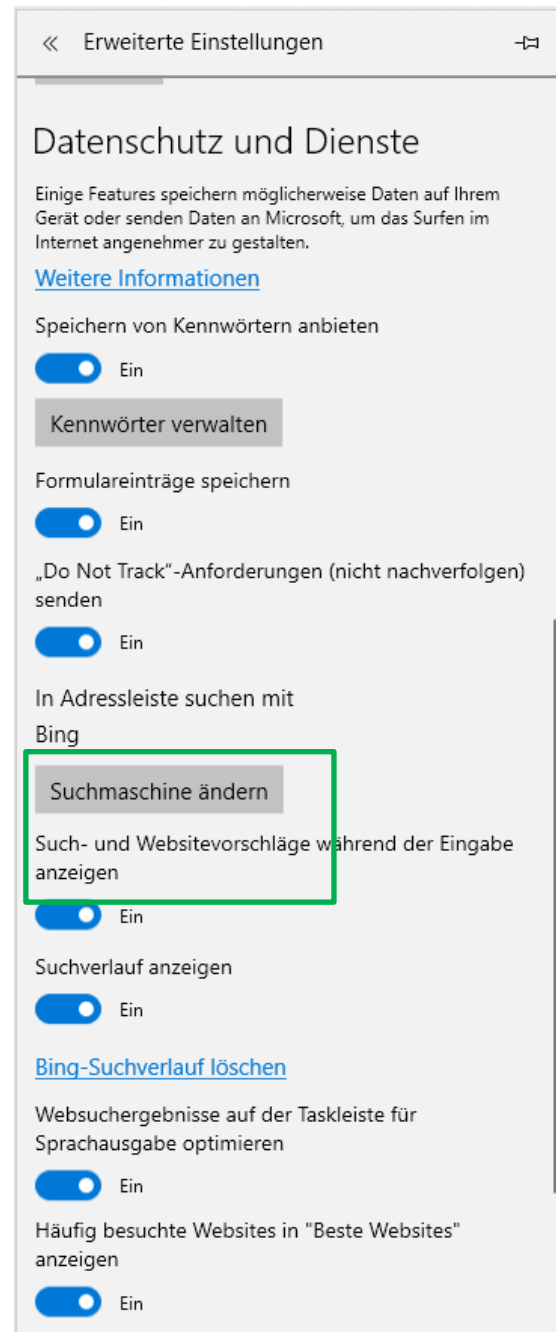 Erweiterte Einstellungen
Datenschutz und Dienste
Einige Features speichern möglicherweise Daten auf Ihrem
Gerät oder senden Daten an Microsoft, um das Surfen im
Internet angenehmer zu gestalten.
Weitere Informationen
Speichern von Kennwörtern anbieten
Ein
Kennwörter verwalten
Formulareinträge speichern
Ein
„Do Not Track“-Anforderungen (nicht nachverfolgen)
senden
Ein
In Adressleiste suchen mit
Bing
Suchmaschine ändern
Such- und Websitevorschläge während der Eingabe
anzeigen
Ein
Suchverlauf anzeigen
Ein
Bing-Suchverlauf löschen
Websuchergebnisse auf der Taskleiste für
Sprachausgabe optimieren
Ein
Häufig besuchte Websites in "Beste Websites"
anzeigen
Ein